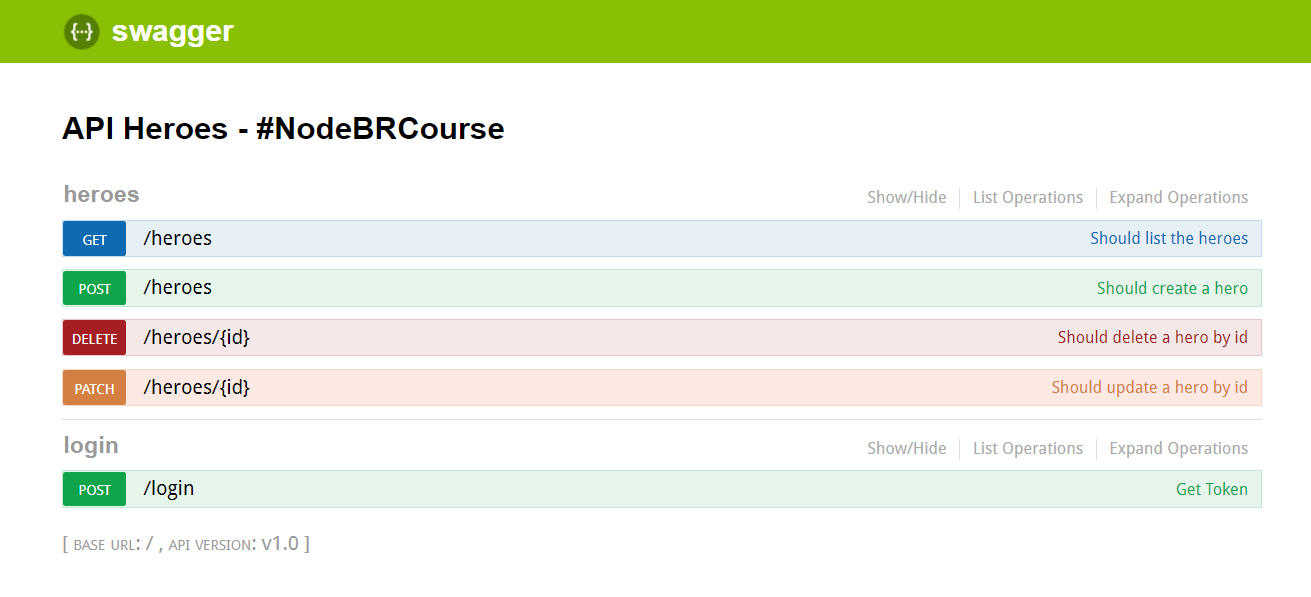 {···} swagger
API Heroes - #NodeBRCourse
heroes Show/Hide List Operations Expand Operations
GET /heroes Should list the heroes
POST /heroes Should create a hero
DELETE /heroes/{id} Should delete a hero by id
PATCH /heroes/{id} Should update a hero by id
login Show/Hide List Operations Expand Operations
POST /login Get Token
[ BASE URL: / , API VERSION: v1.0 ]